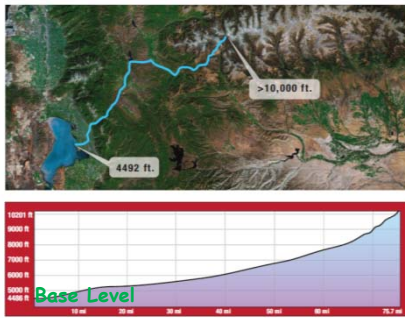 >10,000 ft.
4492 ft.
10201 ft
9000 ft
8000 ft
7000 ft
6000 ft
5000 ft
4486 ft
Base Level
10 mi
20 mi
30 mi
40 mi
50 mi
60 mi
75.7 mi